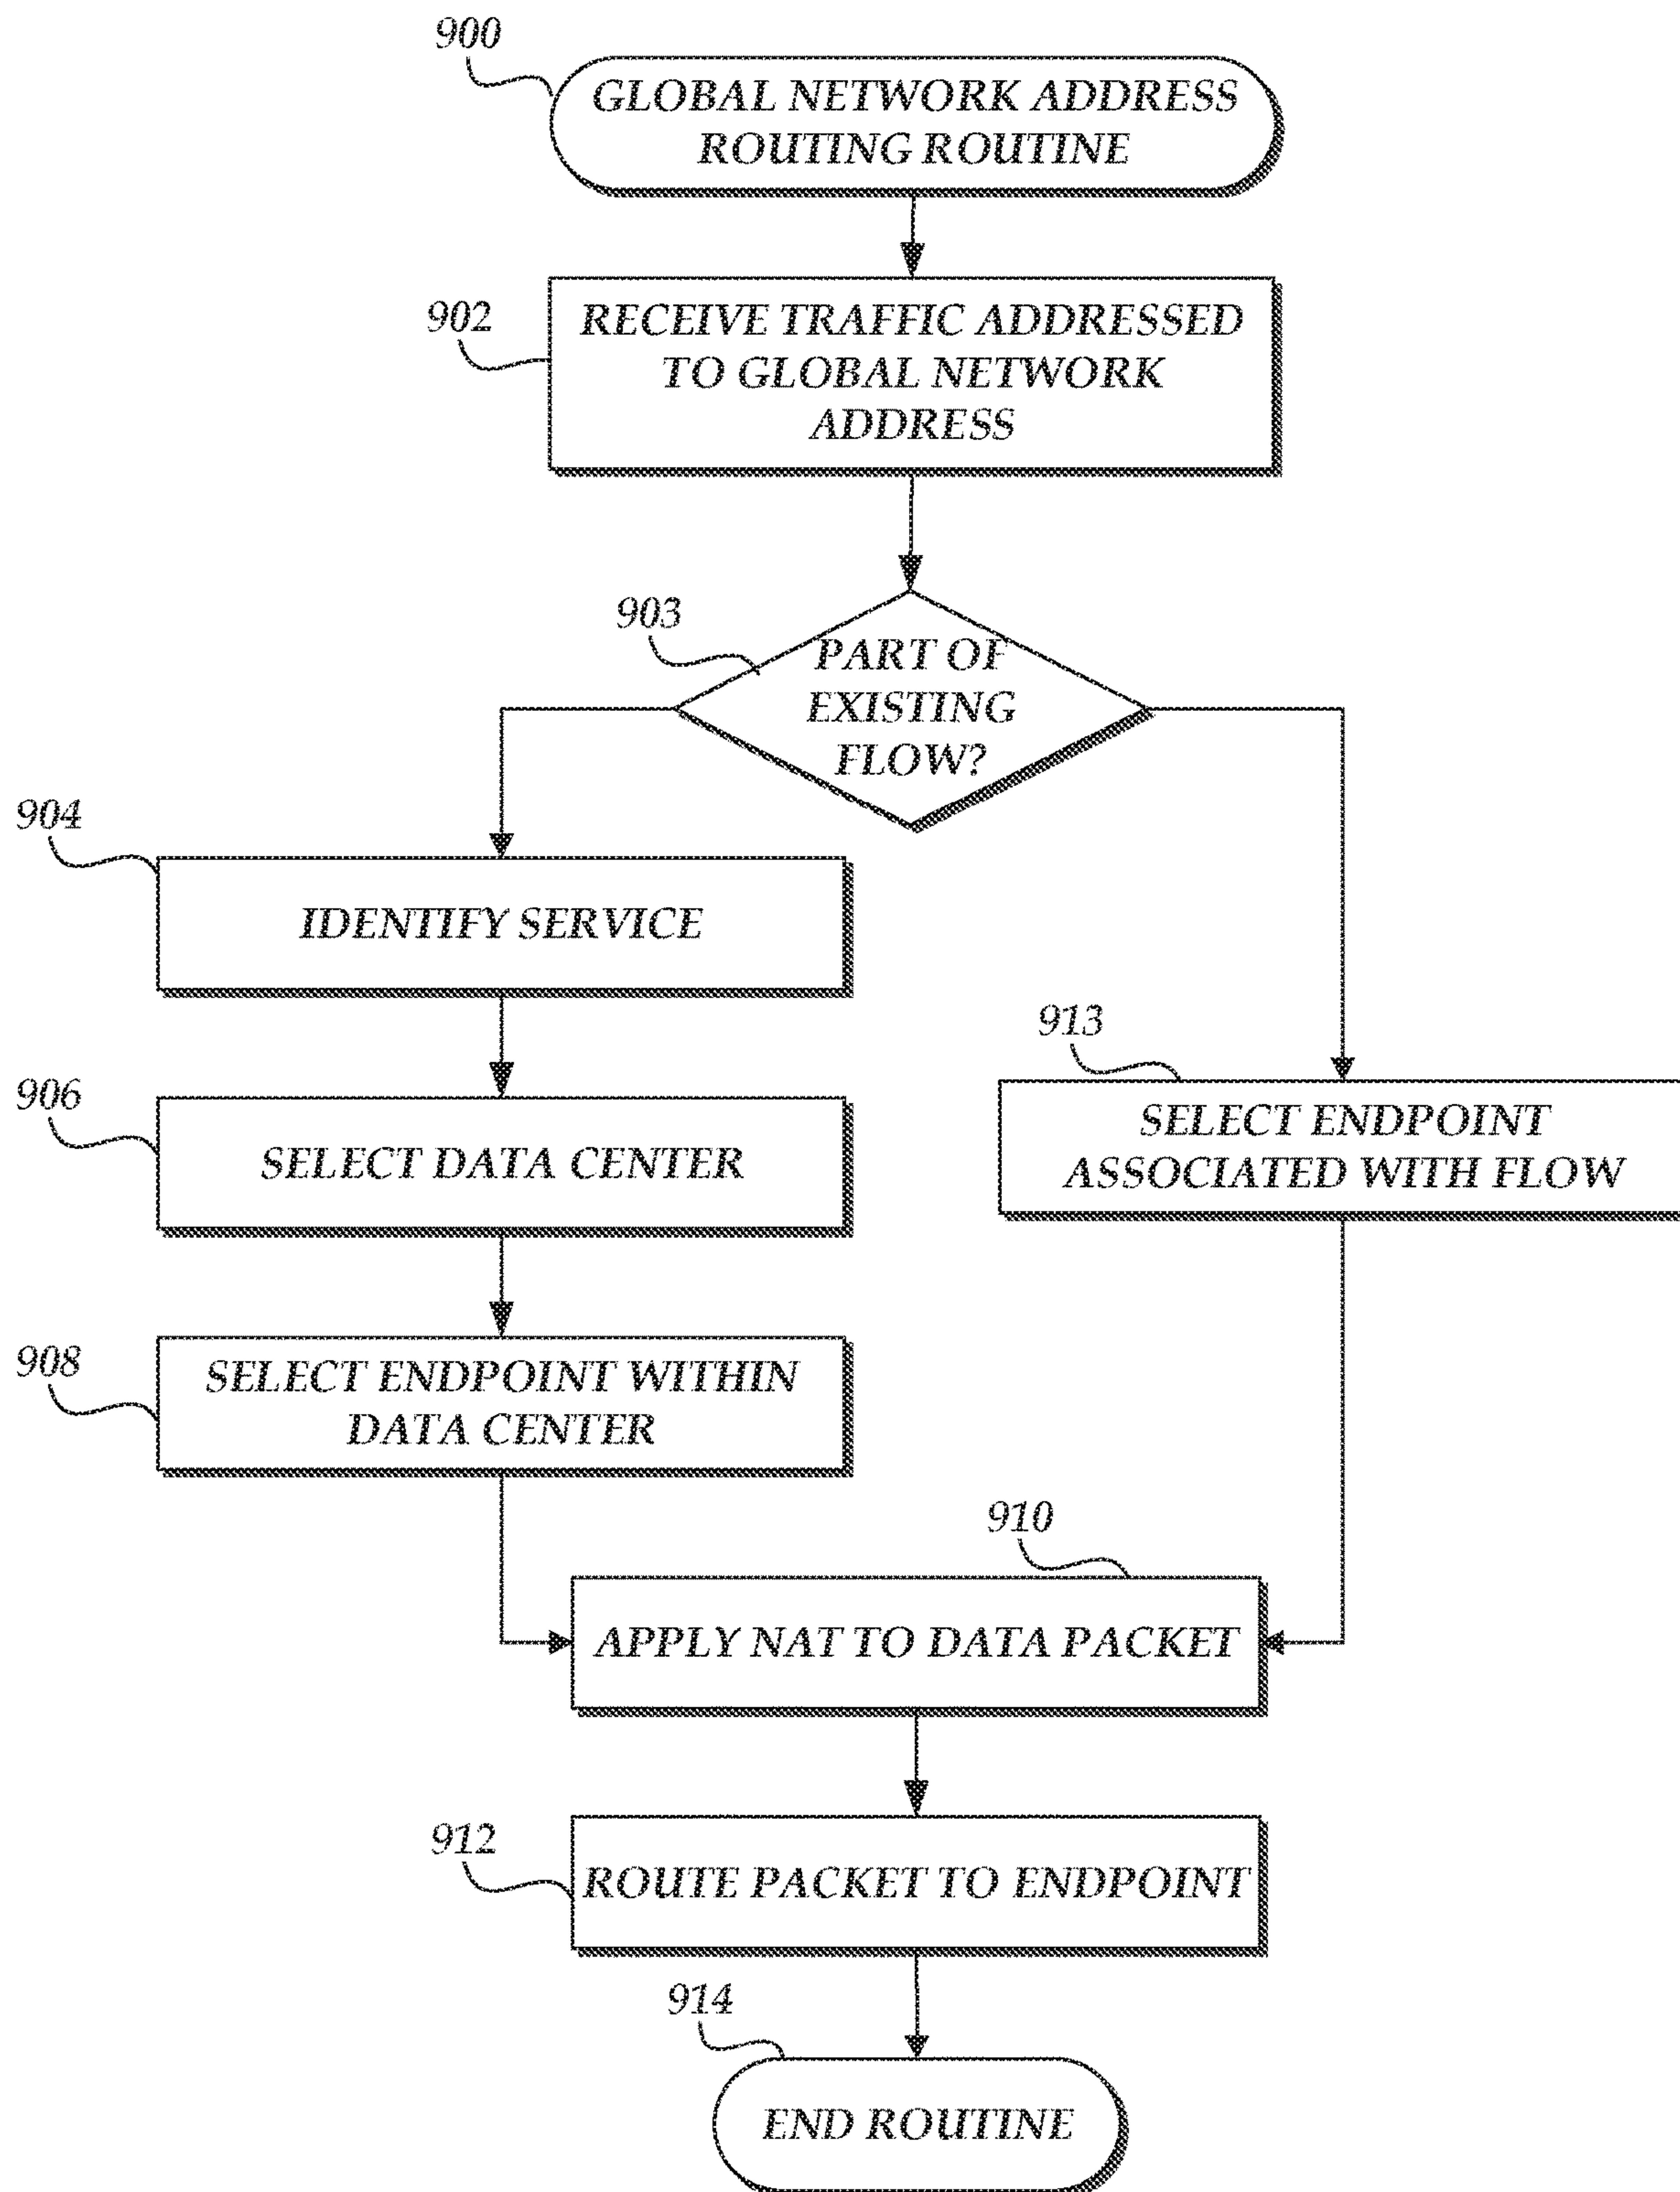 900
GLOBAL NETWORK ADDRESS
ROUTING ROUTINE
902
RECEIVE TRAFFIC ADDRESSED
TO GLOBAL NETWORK
ADDRESS
903
PART OF
EXISTING
FLOW?
904
IDENTIFY SERVICE
906
SELECT DATA CENTER
913
SELECT ENDPOINT
ASSOCIATED WITH FLOW
908
SELECT ENDPOINT WITHIN
DATA CENTER
910
APPLY NAT TO DATA PACKET
912
ROUTE PACKET TO ENDPOINT
914
END ROUTINE